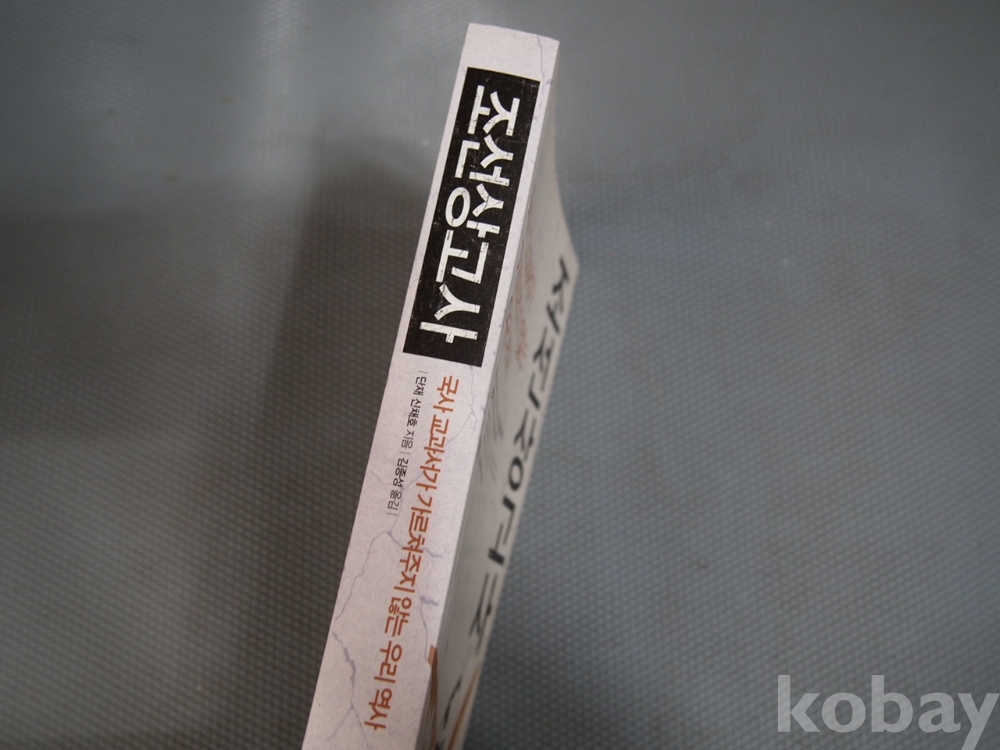 조선상고사
국사 교과서가 가르쳐주지 않는 우리 역사
| 단재 신채호 지음 | 김종성 옮김 |
kobay